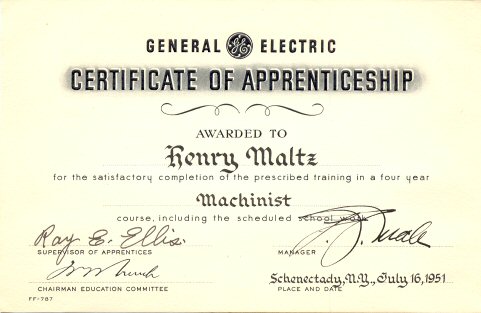 GENERAL GE ELECTRIC
CERTIFICATE OF APPRENTICESHIP
AWARDED TO
Henry Maltz
for the satisfactory completion of the prescribed training in a four year
Machinist
course, including the scheduled school work
Ray E. Ellis
SUPERVISOR OF APPRENTICES
MANAGER
CHAIRMAN EDUCATION COMMITTEE
Schenectady, N.Y., July 16, 1951
PLACE AND DATE
FF-787